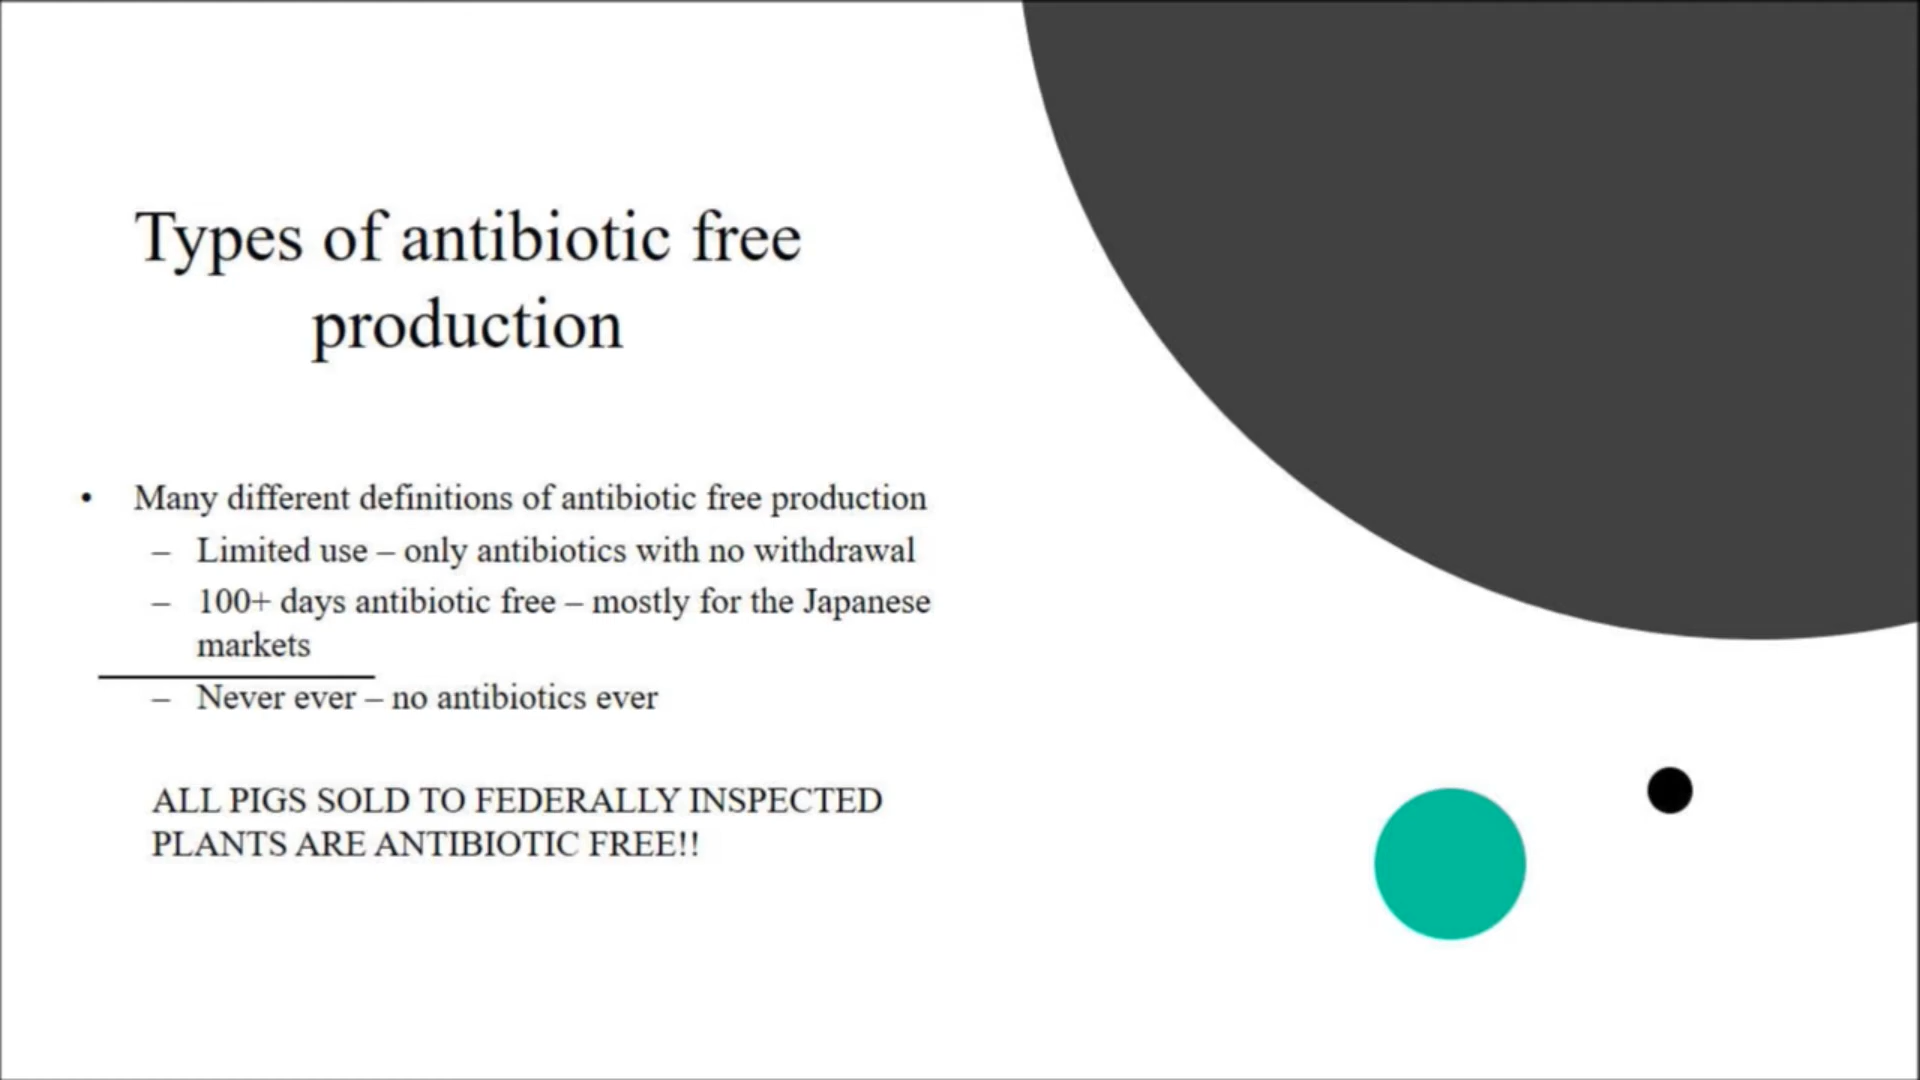 Types of antibiotic free
production
• Many different definitions of antibiotic free production
– Limited use – only antibiotics with no withdrawal
– 100+ days antibiotic free – mostly for the Japanese
markets
– Never ever – no antibiotics ever
ALL PIGS SOLD TO FEDERALLY INSPECTED
PLANTS ARE ANTIBIOTIC FREE!!